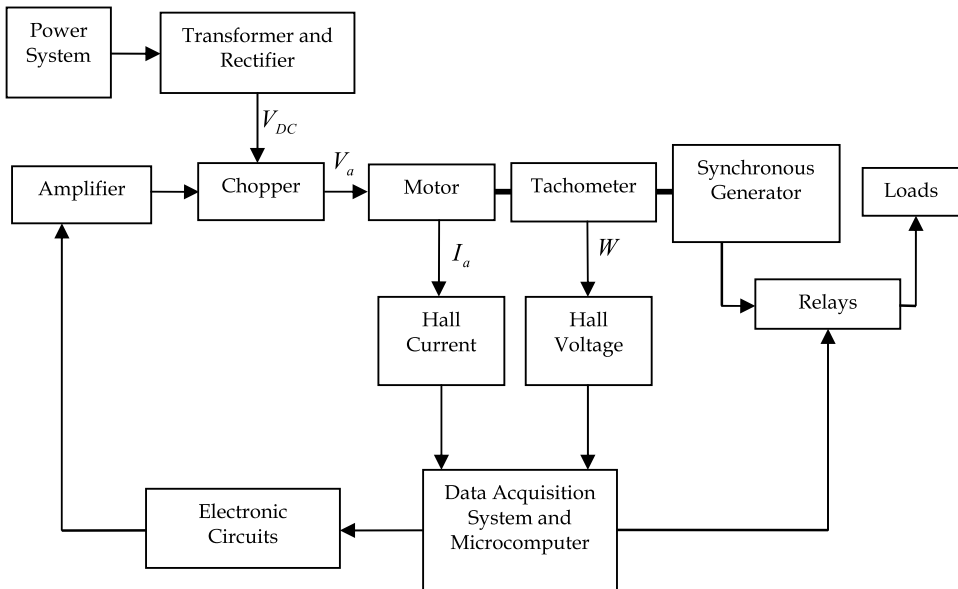 Power
System
Transformer and
Rectifier
V_DC
Amplifier
Chopper
V_a
Motor
Tachometer
Synchronous
Generator
Loads
I_a
W
Relays
Hall
Current
Hall
Voltage
Electronic
Circuits
Data Acquisition
System and
Microcomputer